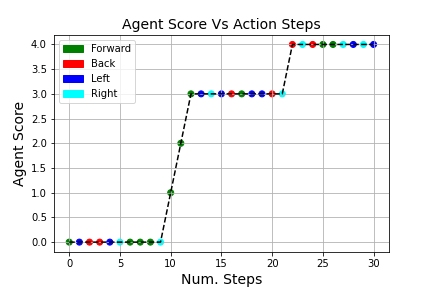 Agent Score Vs Action Steps
Forward
Back
Left
Right
4.0
3.5
3.0
2.5
2.0
1.5
1.0
0.5
0.0
Agent Score
0 5 10 15 20 25 30
Num. Steps